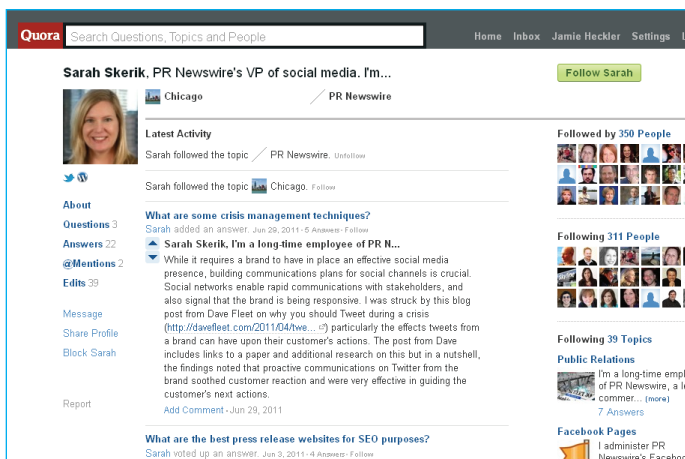 Quora
Search Questions, Topics and People
Home Inbox Jamie Heckler Settings L
Sarah Skerik, PR Newswire's VP of social media. I'm...
Follow Sarah
Chicago
PR Newswire
Latest Activity
Sarah followed the topic PR Newswire. Unfollow
Sarah followed the topic Chicago. Follow
What are some crisis management techniques?
Sarah added an answer. Jun 29, 2011 • 5 Answers • Follow
Sarah Skerik, I'm a long-time employee of PR N...
While it requires a brand to have in place an effective social media
presence, building communications plans for social channels is crucial.
Social networks enable rapid communications with stakeholders, and
also signal that the brand is being responsive. I was struck by this blog
post from Dave Fleet on why you should Tweet during a crisis
(http://davefleet.com/2011/04/twe... ) particularly the effects tweets from
a brand can have upon their customer's actions. The post from Dave
includes links to a paper and additional research on this but in a nutshell,
the findings noted that proactive communications on Twitter from the
brand soothed customer reaction and were very effective in guiding the
customer's next actions.
Add Comment • Jun 29, 2011
What are the best press release websites for SEO purposes?
Sarah voted up an answer. Jun 3, 2011 • 4 Answers • Follow
About
Questions 3
Answers 22
@Mentions 2
Edits 39
Message
Share Profile
Block Sarah
Report
Followed by 350 People
Following 311 People
Following 39 Topics
Public Relations
I'm a long-time empl
of PR Newswire, a le
commer... (more)
7 Answers
Facebook Pages
I administer PR
Newswire's Faceboo